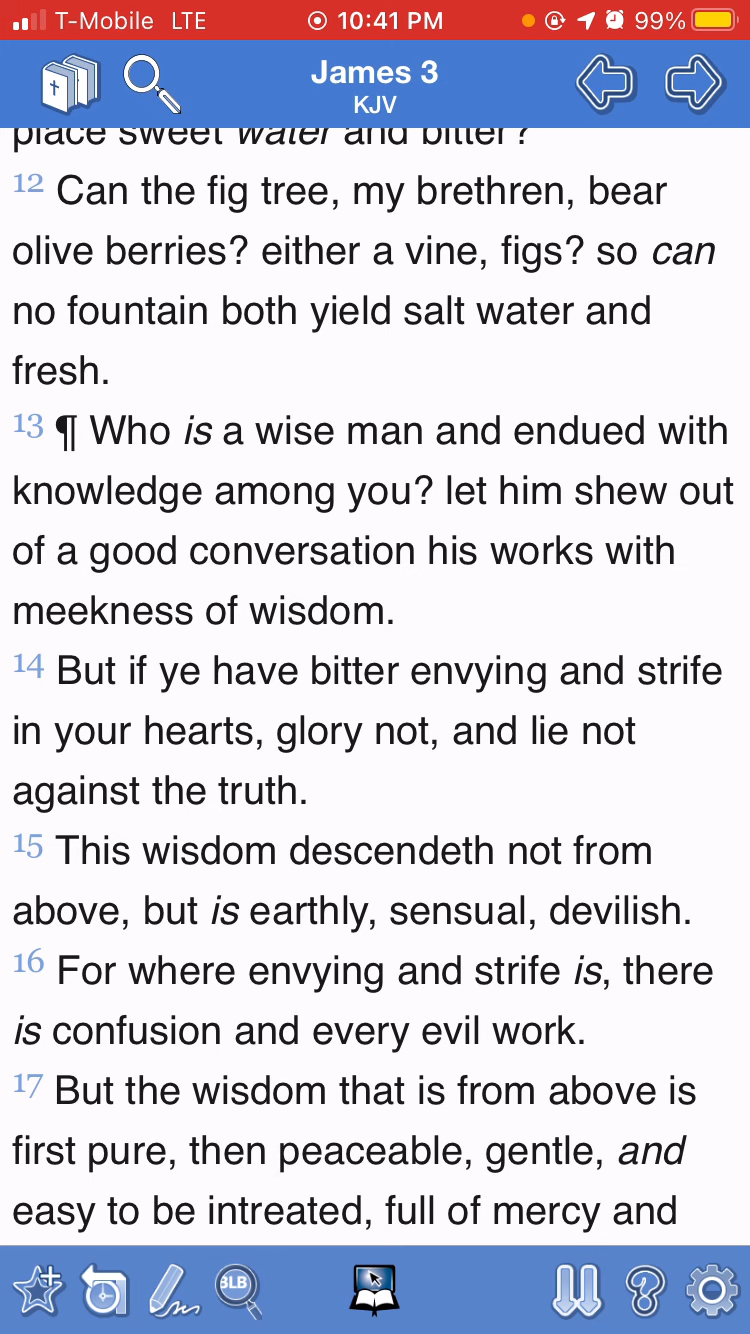 T-Mobile LTE 10:41 PM 99%
James 3
KJV
place sweet water and bitter?
12 Can the fig tree, my brethren, bear
olive berries? either a vine, figs? so can
no fountain both yield salt water and
fresh.
13 ¶ Who is a wise man and endued with
knowledge among you? let him shew out
of a good conversation his works with
meekness of wisdom.
14 But if ye have bitter envying and strife
in your hearts, glory not, and lie not
against the truth.
15 This wisdom descendeth not from
above, but is earthly, sensual, devilish.
16 For where envying and strife is, there
is confusion and every evil work.
17 But the wisdom that is from above is
first pure, then peaceable, gentle, and
easy to be intreated, full of mercy and
BLB